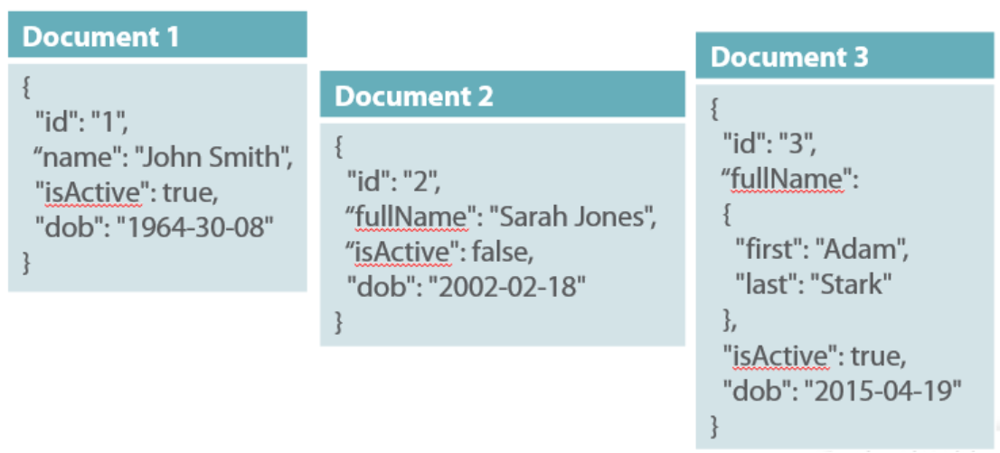 Document 1
{
"id": "1",
“name": "John Smith",
"isActive": true,
"dob": "1964-30-08"
}
Document 2
{
"id": "2",
“fullName": "Sarah Jones",
“isActive": false,
"dob": "2002-02-18"
}
Document 3
{
"id": "3",
“fullName":
{
"first": "Adam",
"last": "Stark"
},
"isActive": true,
"dob": "2015-04-19"
}